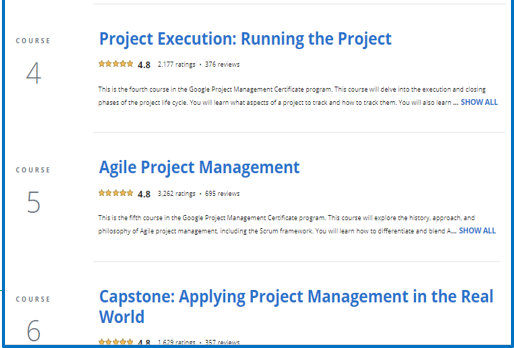 COURSE
4
Project Execution: Running the Project
4.8 2,177 ratings • 376 reviews
This is the fourth course in the Google Project Management Certificate program. This course will delve into the execution and closing
phases of the project life cycle. You will learn what aspects of a project to track and how to track them. You will also learn ... SHOW ALL
COURSE
5
Agile Project Management
4.8 3,262 ratings • 695 reviews
This is the fifth course in the Google Project Management Certificate program. This course will explore the history, approach, and
philosophy of Agile project management, including the Scrum framework. You will learn how to differentiate and blend A... SHOW ALL
COURSE
6
Capstone: Applying Project Management in the Real
World
4.8 1,629 ratings • 357 reviews